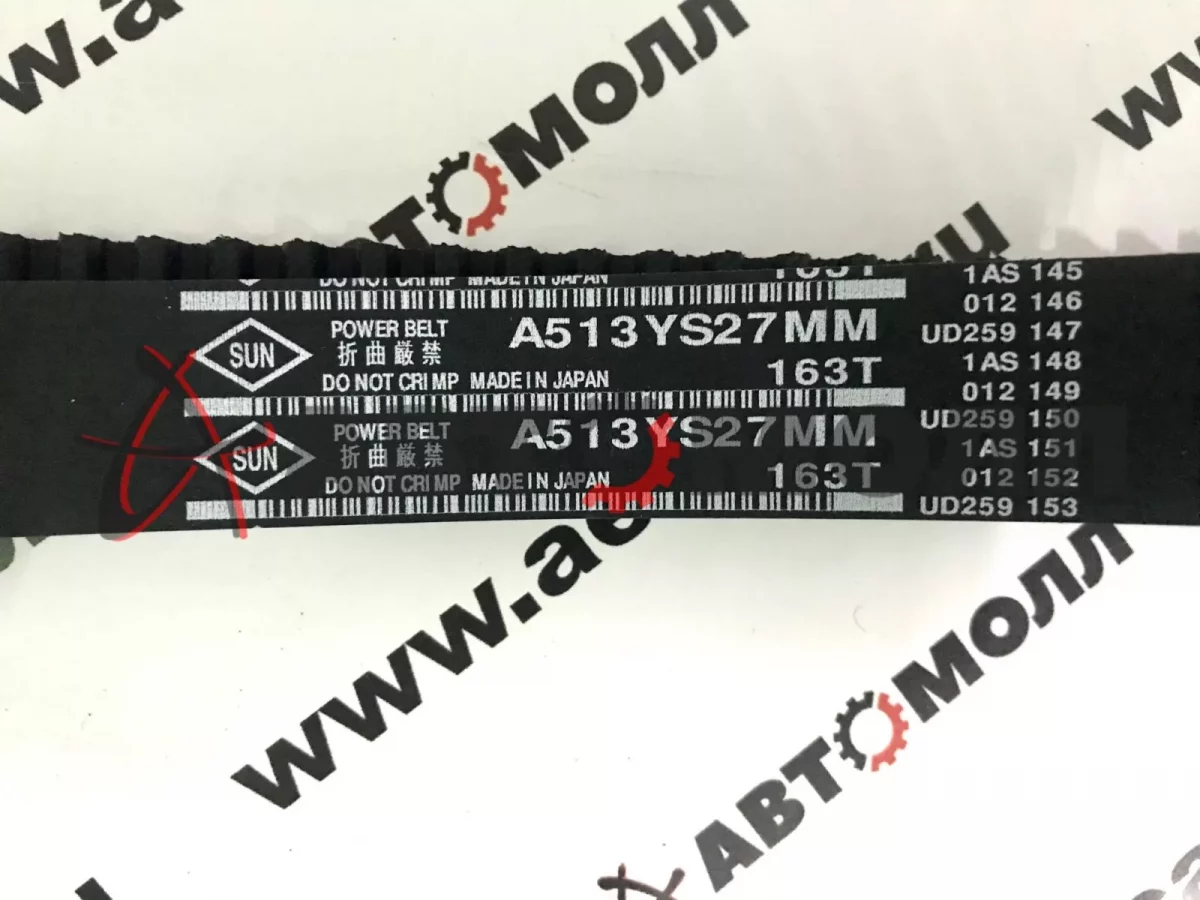 www.a
АВТОМОЛЛ
DO NOT CRIMP MADE IN JAPAN
163T
1AS 145
012 146
POWER BELT
A513YS27MM
UD259 147
SUN
折曲厳禁
1AS 148
DO NOT CRIMP MADE IN JAPAN
163T
012 149
POWER BELT
A513YS27MM
UD259 150
SUN
折曲厳禁
1AS 151
DO NOT CRIMP MADE IN JAPAN
163T
012 152
UD259 153
www.a
АВТОМОЛЛ